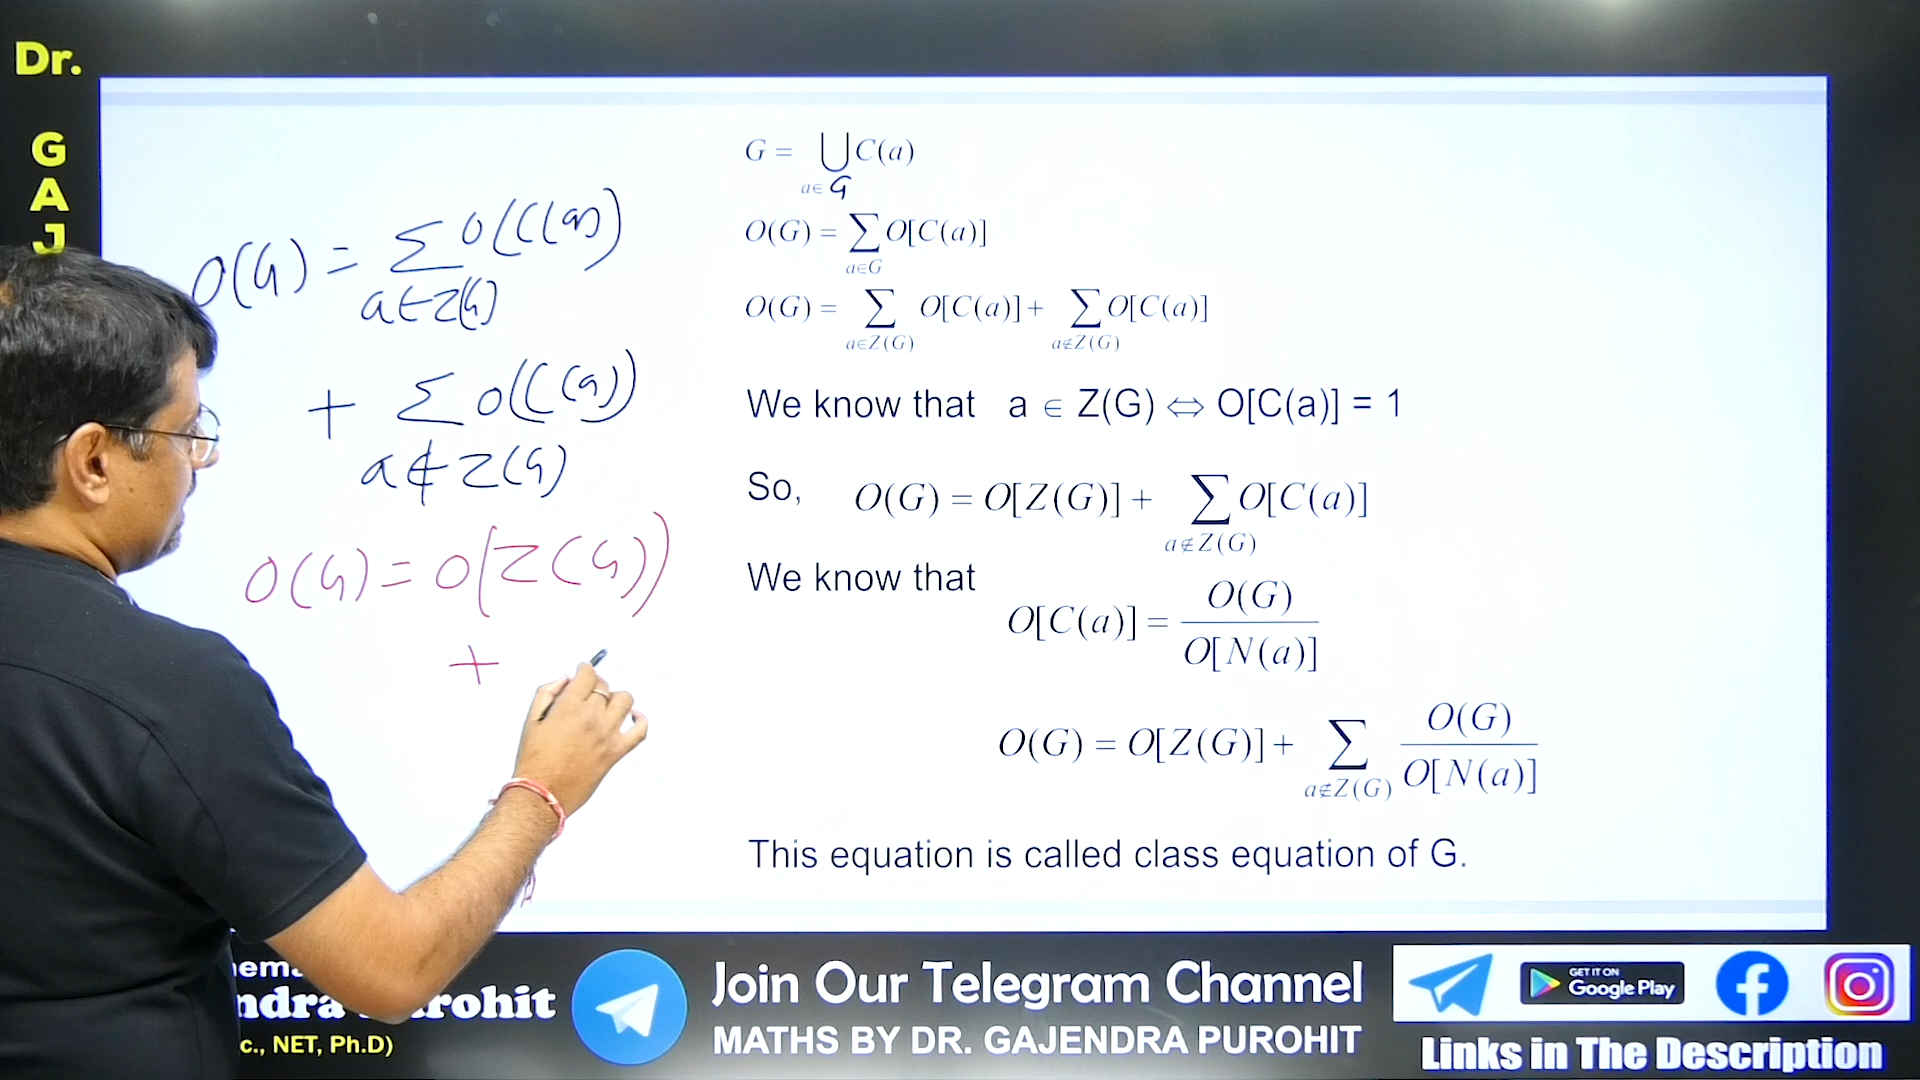 Dr.
G
A
J
O(G) = Σ O(C(a))
a∈Z(G)
+ Σ O(C(a))
a∉Z(G)
O(G) = O(Z(G))
+
G = ⋃ C(a)
a∈ G
O(G) = Σ O[C(a)]
a∈G
O(G) = Σ O[C(a)] + Σ O[C(a)]
a∈Z(G) a∉Z(G)
We know that a ∈ Z(G) ⇔ O[C(a)] = 1
So, O(G) = O[Z(G)] + Σ O[C(a)]
a∉Z(G)
We know that
O[C(a)] = O(G) / O[N(a)]
O(G) = O[Z(G)] + Σ O(G) / O[N(a)]
a∉Z(G)
This equation is called class equation of G.
c., NET, Ph.D)
Join Our Telegram Channel
MATHS BY DR. GAJENDRA PUROHIT
GET IT ON
Google Play
Links in The Description